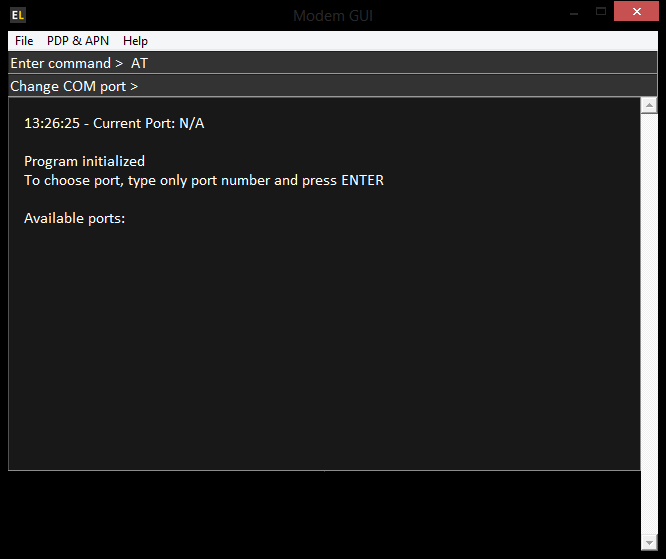 EL
Modem GUI
File PDP & APN Help
Enter command > AT
Change COM port >
13:26:25 - Current Port: N/A
Program initialized
To choose port, type only port number and press ENTER
Available ports: